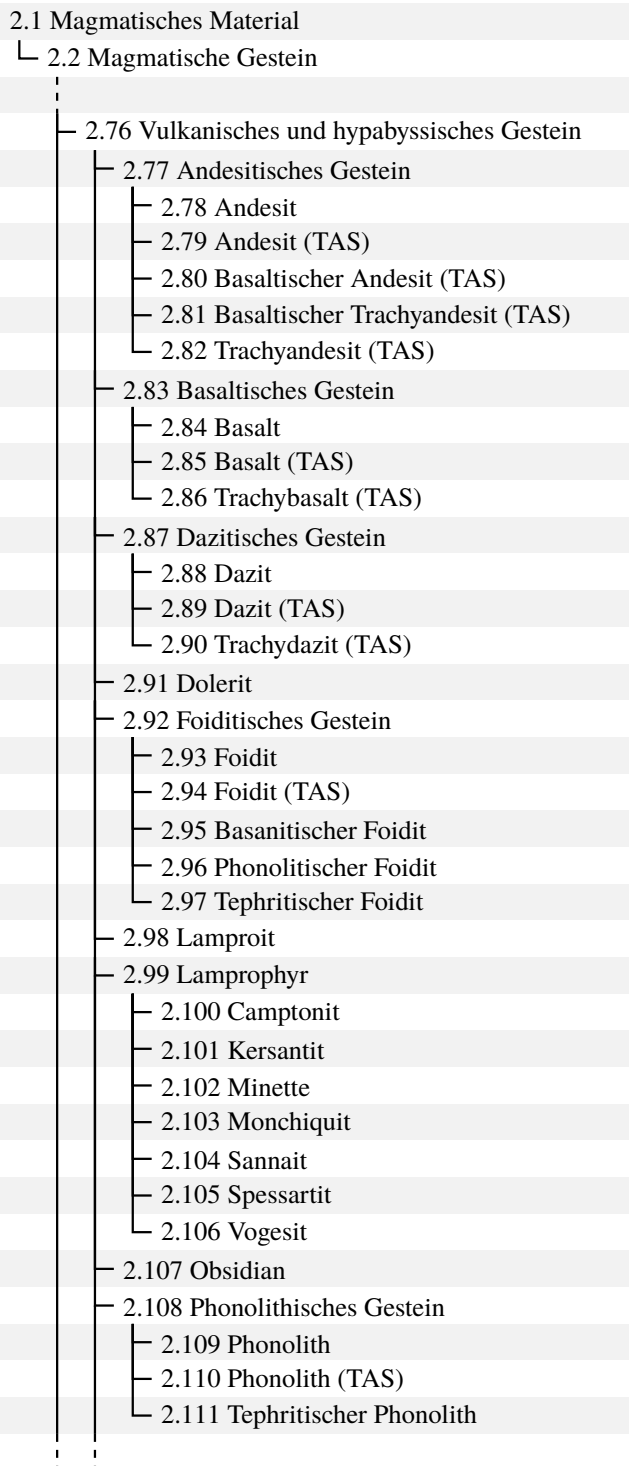 2.1 Magmatisches Material
2.2 Magmatische Gestein
2.76 Vulkanisches und hypabyssisches Gestein
2.77 Andesitisches Gestein
2.78 Andesit
2.79 Andesit (TAS)
2.80 Basaltischer Andesit (TAS)
2.81 Basaltischer Trachyandesit (TAS)
2.82 Trachyandesit (TAS)
2.83 Basaltisches Gestein
2.84 Basalt
2.85 Basalt (TAS)
2.86 Trachybasalt (TAS)
2.87 Dazitisches Gestein
2.88 Dazit
2.89 Dazit (TAS)
2.90 Trachydazit (TAS)
2.91 Dolerit
2.92 Foiditisches Gestein
2.93 Foidit
2.94 Foidit (TAS)
2.95 Basanitischer Foidit
2.96 Phonolitischer Foidit
2.97 Tephritischer Foidit
2.98 Lamproit
2.99 Lamprophyr
2.100 Camptonit
2.101 Kersantit
2.102 Minette
2.103 Monchiquit
2.104 Sannait
2.105 Spessartit
2.106 Vogesit
2.107 Obsidian
2.108 Phonolithisches Gestein
2.109 Phonolith
2.110 Phonolith (TAS)
2.111 Tephritischer Phonolith